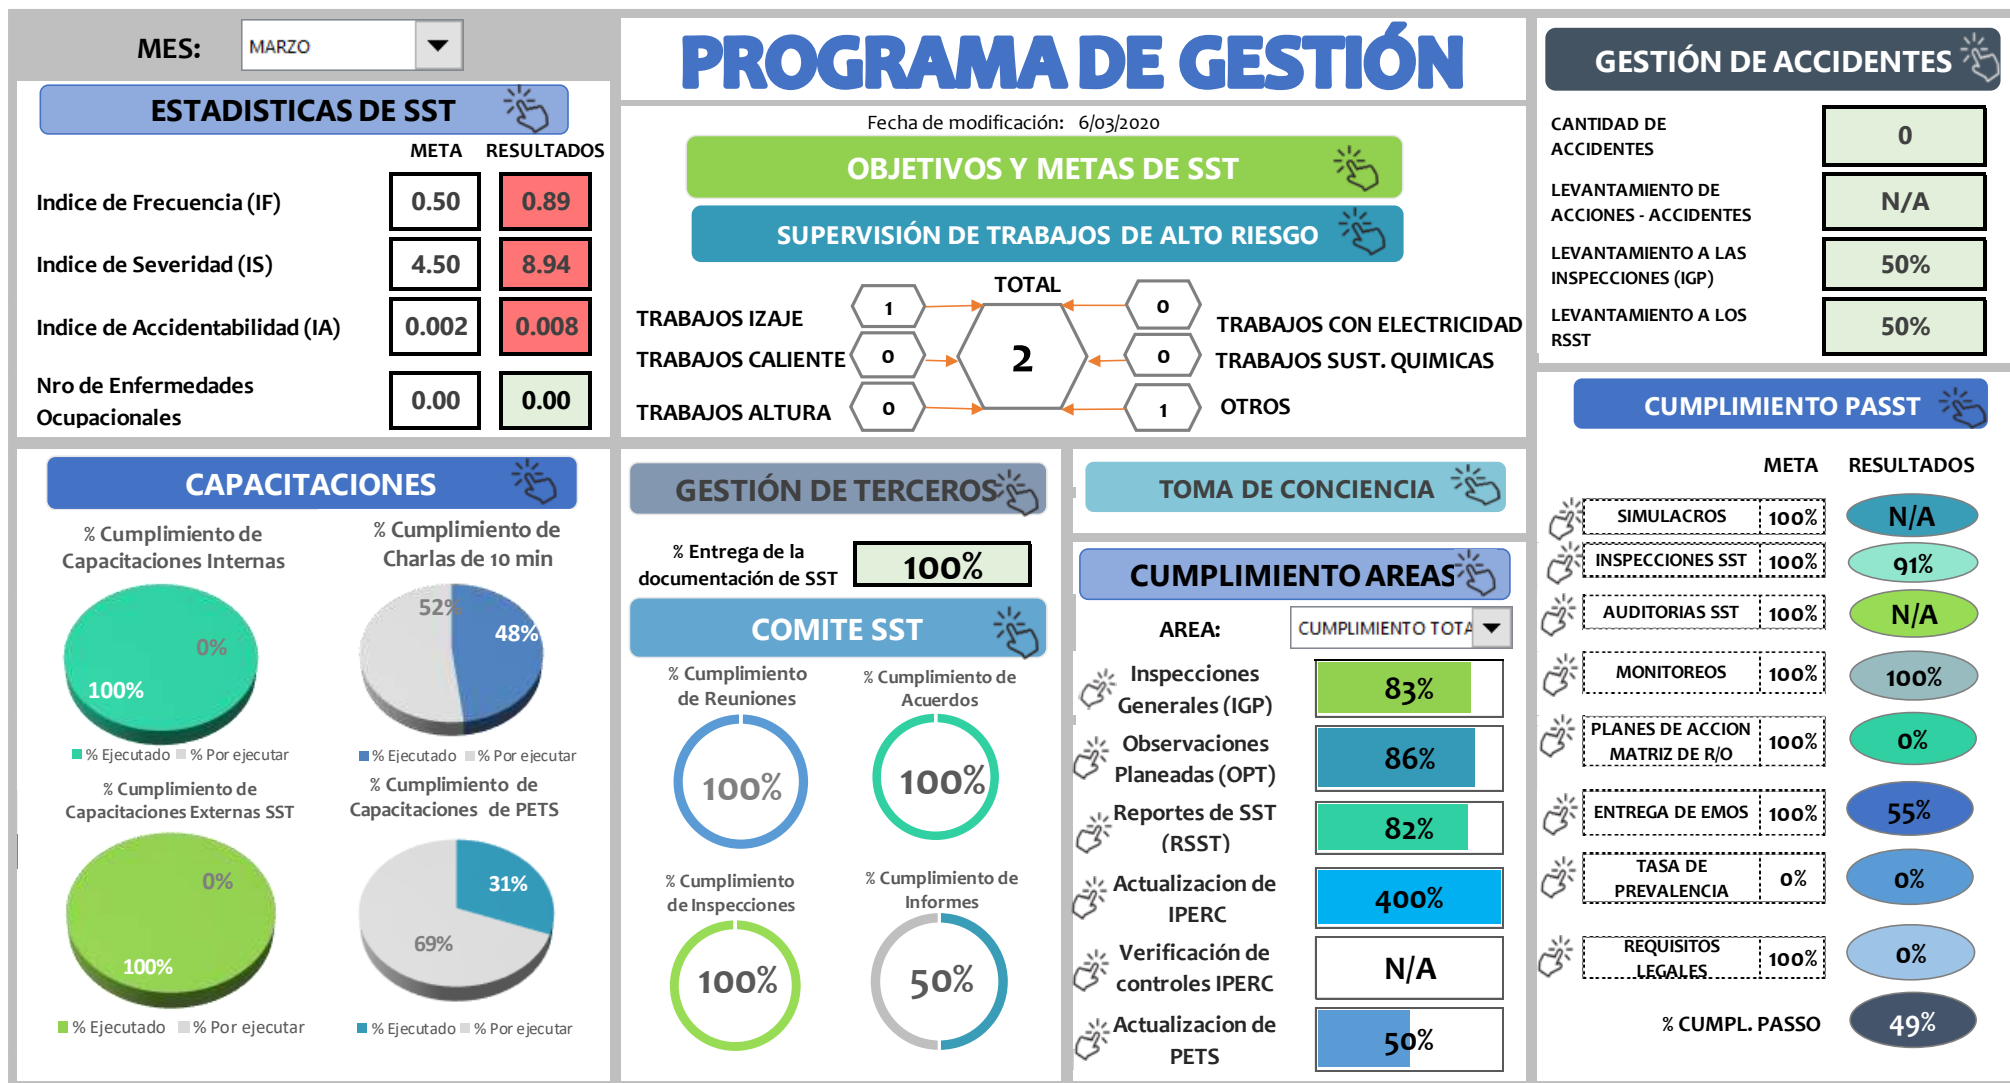 MES:
MARZO
ESTADISTICAS DE SST
META RESULTADOS
Indice de Frecuencia (IF) 0.50 0.89
Indice de Severidad (IS) 4.50 8.94
Indice de Accidentabilidad (IA) 0.002 0.008
Nro de Enfermedades
Ocupacionales
0.00 0.00
PROGRAMA DE GESTIÓN
Fecha de modificación: 6/03/2020
OBJETIVOS Y METAS DE SST
SUPERVISIÓN DE TRABAJOS DE ALTO RIESGO
TOTAL
2
TRABAJOS IZAJE 1
TRABAJOS CALIENTE 0
TRABAJOS ALTURA 0
0 TRABAJOS CON ELECTRICIDAD
0 TRABAJOS SUST. QUIMICAS
1 OTROS
GESTIÓN DE ACCIDENTES
CANTIDAD DE
ACCIDENTES
0
LEVANTAMIENTO DE
ACCIONES - ACCIDENTES
N/A
LEVANTAMIENTO A LAS
INSPECCIONES (IGP)
50%
LEVANTAMIENTO A LOS
RSST
50%
CAPACITACIONES
% Cumplimiento de
Capacitaciones Internas
0%
100%
% Ejecutado % Por ejecutar
% Cumplimiento de
Charlas de 10 min
52%
48%
% Ejecutado % Por ejecutar
% Cumplimiento de
Capacitaciones Externas SST
0%
100%
% Ejecutado % Por ejecutar
% Cumplimiento de
Capacitaciones de PETS
31%
69%
% Ejecutado % Por ejecutar
GESTIÓN DE TERCEROS
% Entrega de la
documentación de SST
100%
COMITE SST
% Cumplimiento
de Reuniones
100%
% Cumplimiento de
Acuerdos
100%
% Cumplimiento
de Inspecciones
100%
% Cumplimiento de
Informes
50%
TOMA DE CONCIENCIA
CUMPLIMIENTO AREAS
AREA:
CUMPLIMIENTO TOTA
Inspecciones
Generales (IGP)
83%
Observaciones
Planeadas (OPT)
86%
Reportes de SST
(RSST)
82%
Actualizacion de
IPERC
400%
Verificación de
controles IPERC
N/A
Actualizacion de
PETS
50%
CUMPLIMIENTO PASST
META RESULTADOS
SIMULACROS 100% N/A
INSPECCIONES SST 100% 91%
AUDITORIAS SST 100% N/A
MONITOREOS 100% 100%
PLANES DE ACCION
MATRIZ DE R/O
100% 0%
ENTREGA DE EMOS 100% 55%
TASA DE
PREVALENCIA
0% 0%
REQUISITOS
LEGALES
100% 0%
% CUMPL. PASSO 49%